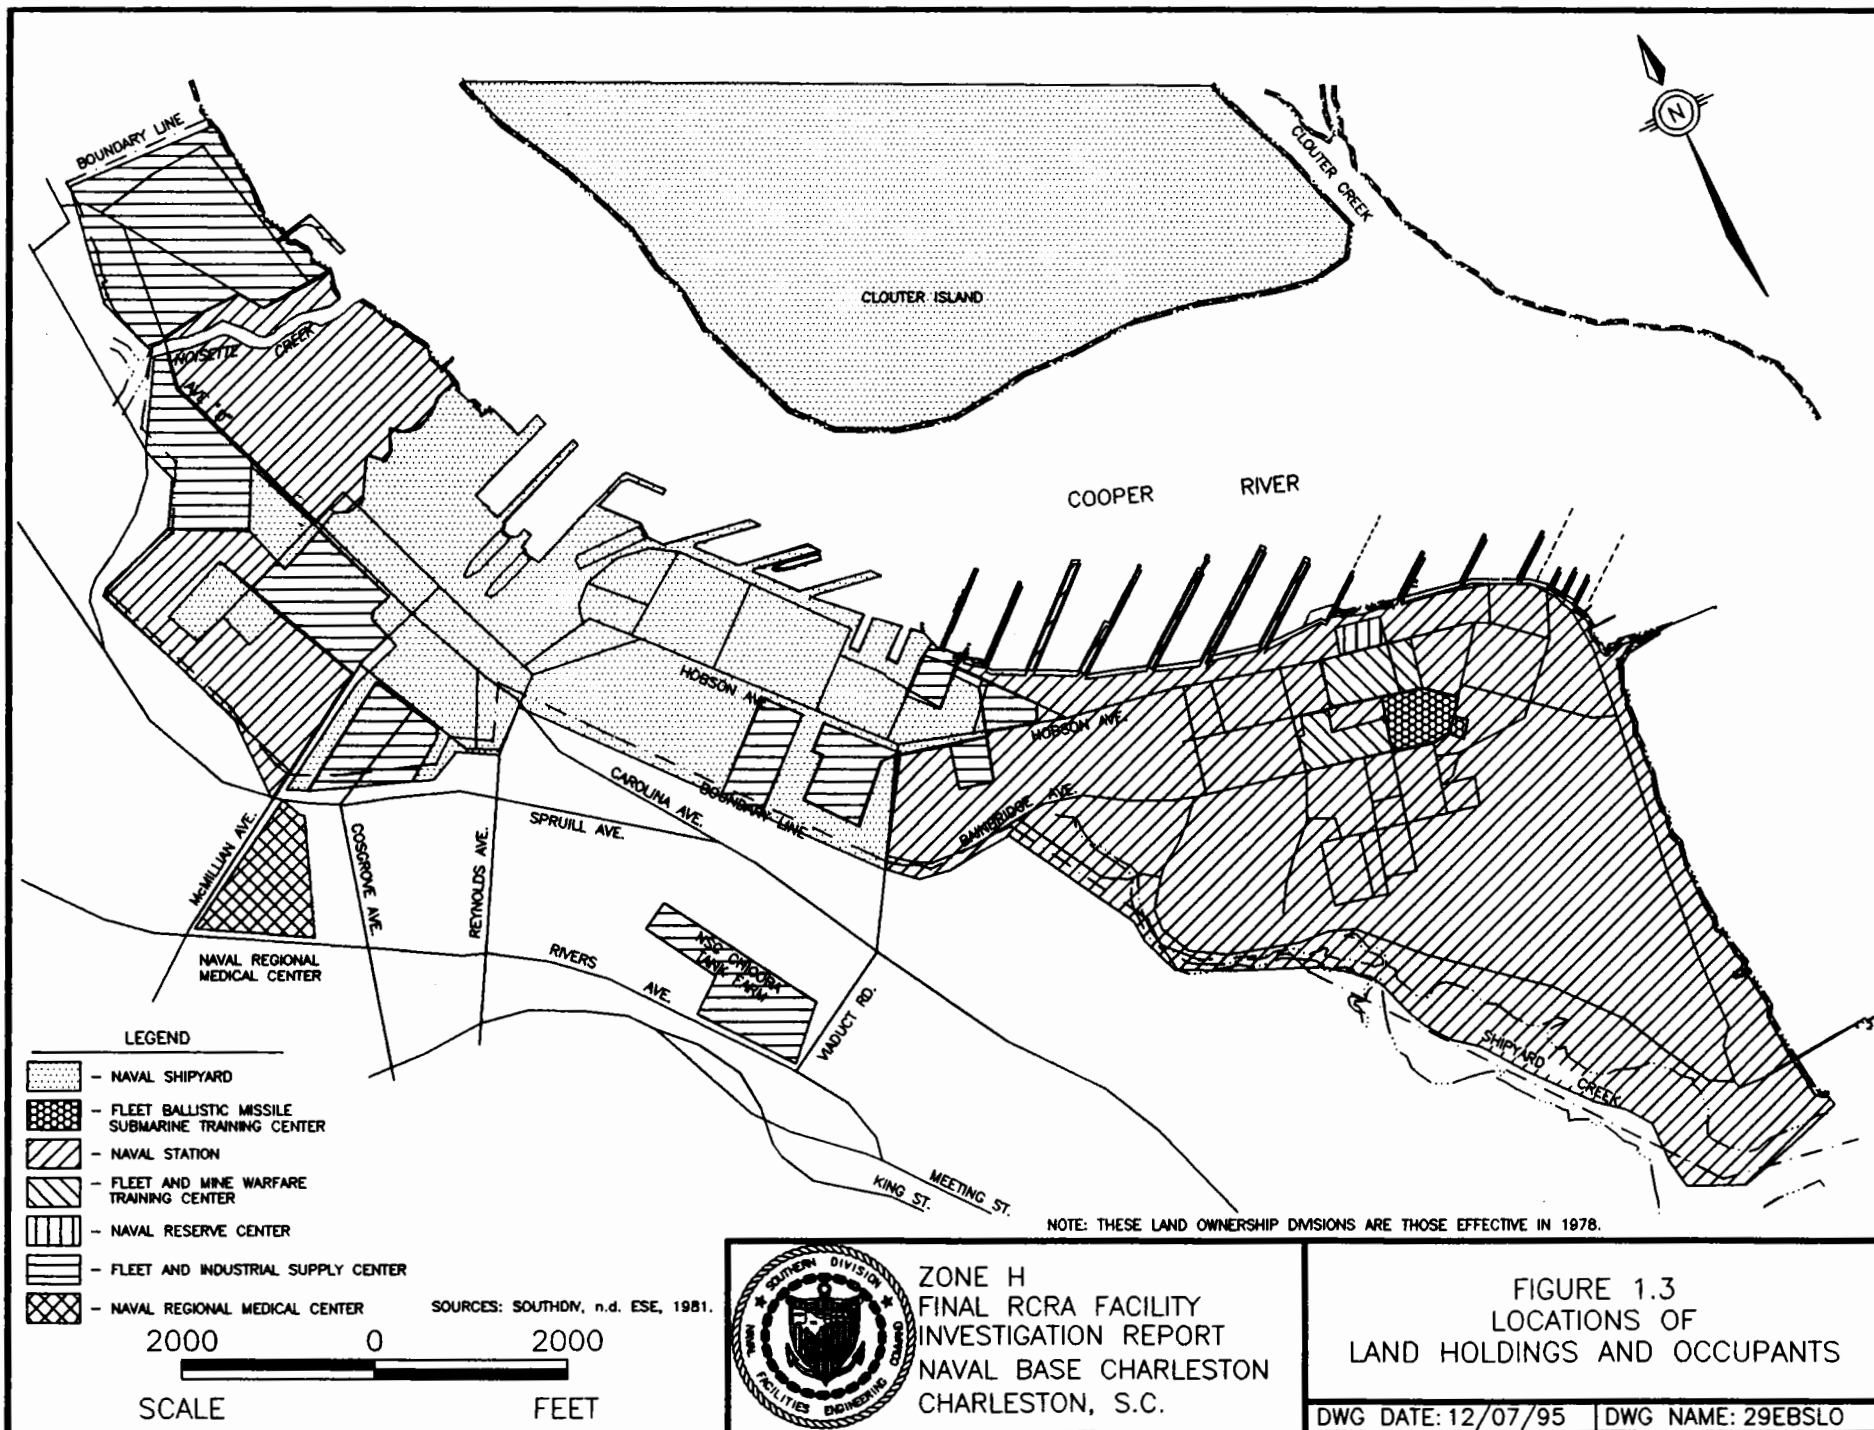 BOUNDARY LINE
CLOUTER CREEK
N
CLOUTER ISLAND
NOISETTE CREEK
AVE "D"
COOPER RIVER
HOBSON AVE.
HOBSON AVE.
CAROLINA AVE.
BOUNDARY LINE
BAINBRIDGE AVE.
SPRUILL AVE.
McMILLIAN AVE.
COSGROVE AVE.
REYNOLDS AVE.
NAVAL REGIONAL
MEDICAL CENTER
RIVERS AVE.
NSC CHICORA
TANK FARM
VIADUCT RD.
SHIPYARD CREEK
KING ST.
MEETING ST.
LEGEND
- NAVAL SHIPYARD
- FLEET BALLISTIC MISSILE
SUBMARINE TRAINING CENTER
- NAVAL STATION
- FLEET AND MINE WARFARE
TRAINING CENTER
- NAVAL RESERVE CENTER
- FLEET AND INDUSTRIAL SUPPLY CENTER
- NAVAL REGIONAL MEDICAL CENTER
SOURCES: SOUTHDIV, n.d. ESE, 1981.
2000 0 2000
SCALE FEET
NOTE: THESE LAND OWNERSHIP DIVISIONS ARE THOSE EFFECTIVE IN 1978.
SOUTHERN DIVISION
NAVAL FACILITIES ENGINEERING COMMAND
ZONE H
FINAL RCRA FACILITY
INVESTIGATION REPORT
NAVAL BASE CHARLESTON
CHARLESTON, S.C.
FIGURE 1.3
LOCATIONS OF
LAND HOLDINGS AND OCCUPANTS
DWG DATE: 12/07/95
DWG NAME: 29EBSLO